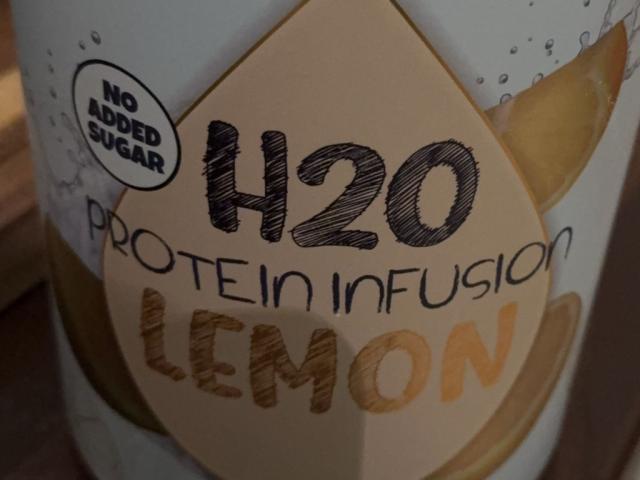 NO
ADDED
SUGAR
H2O
PROTEIN INFUSION
LEMON